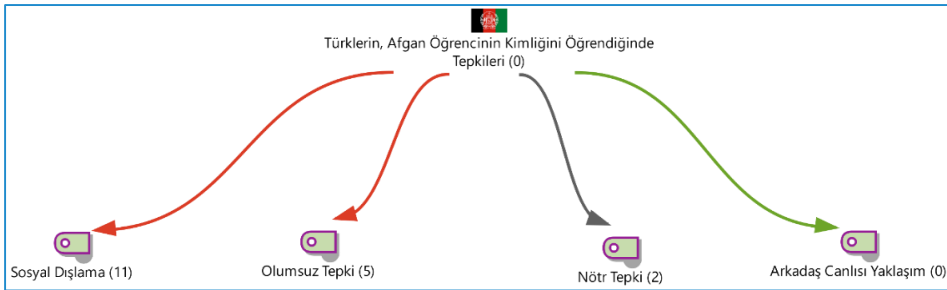 Türklerin, Afgan Öğrencinin Kimliğini Öğrendiğinde
Tepkileri (0)
Sosyal Dışlama (11)
Olumsuz Tepki (5)
Nötr Tepki (2)
Arkadaş Canlısı Yaklaşım (0)